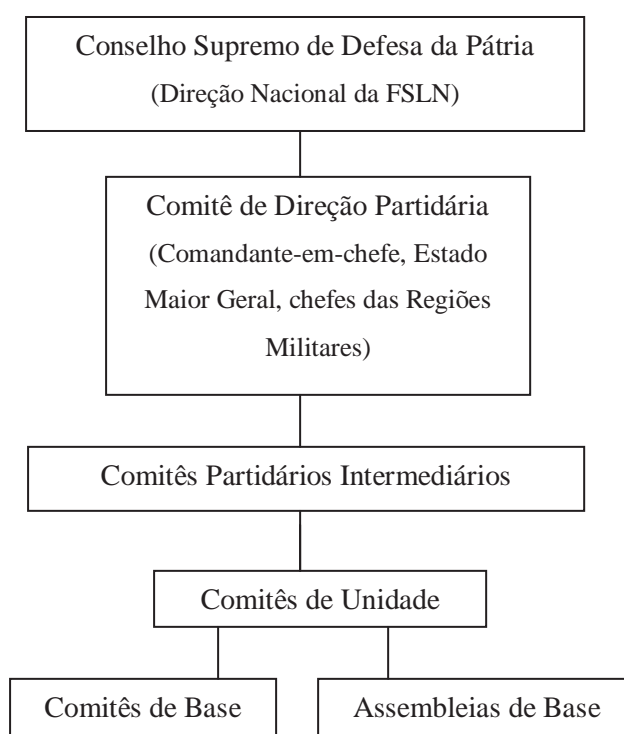 Conselho Supremo de Defesa da Pátria
(Direção Nacional da FSLN)
Comitê de Direção Partidária
(Comandante-em-chefe, Estado
Maior Geral, chefes das Regiões
Militares)
Comitês Partidários Intermediários
Comitês de Unidade
Comitês de Base
Assembleias de Base